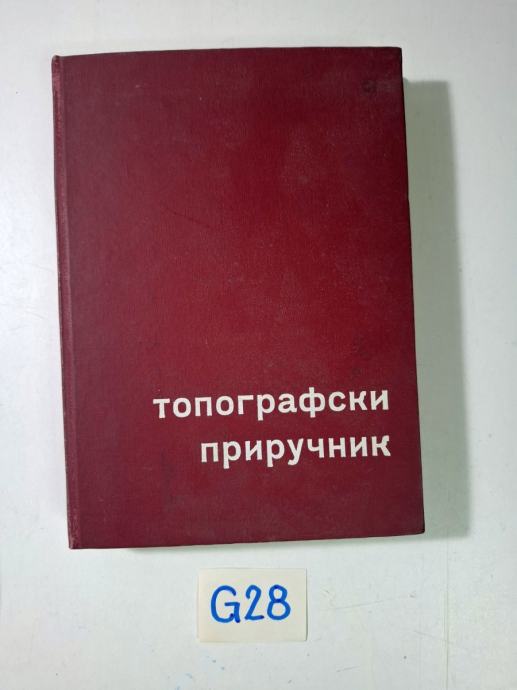 топографски
приручник
G28